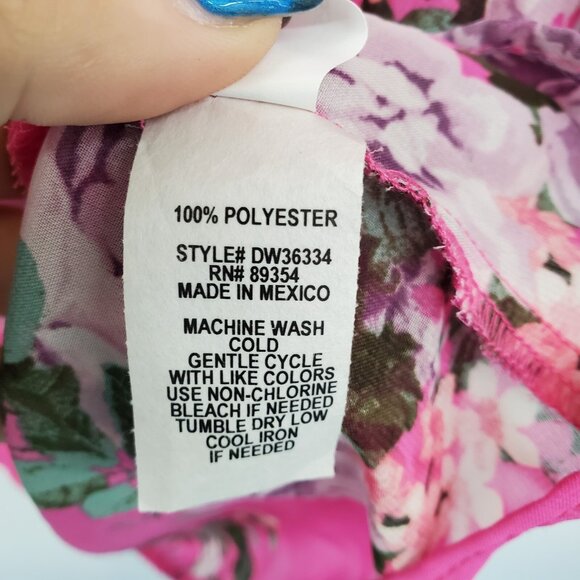 100% POLYESTER
STYLE# DW36334
RN# 89354
MADE IN MEXICO
MACHINE WASH
COLD
GENTLE CYCLE
WITH LIKE COLORS
USE NON-CHLORINE
BLEACH IF NEEDED
TUMBLE DRY LOW
COOL IRON
IF NEEDED